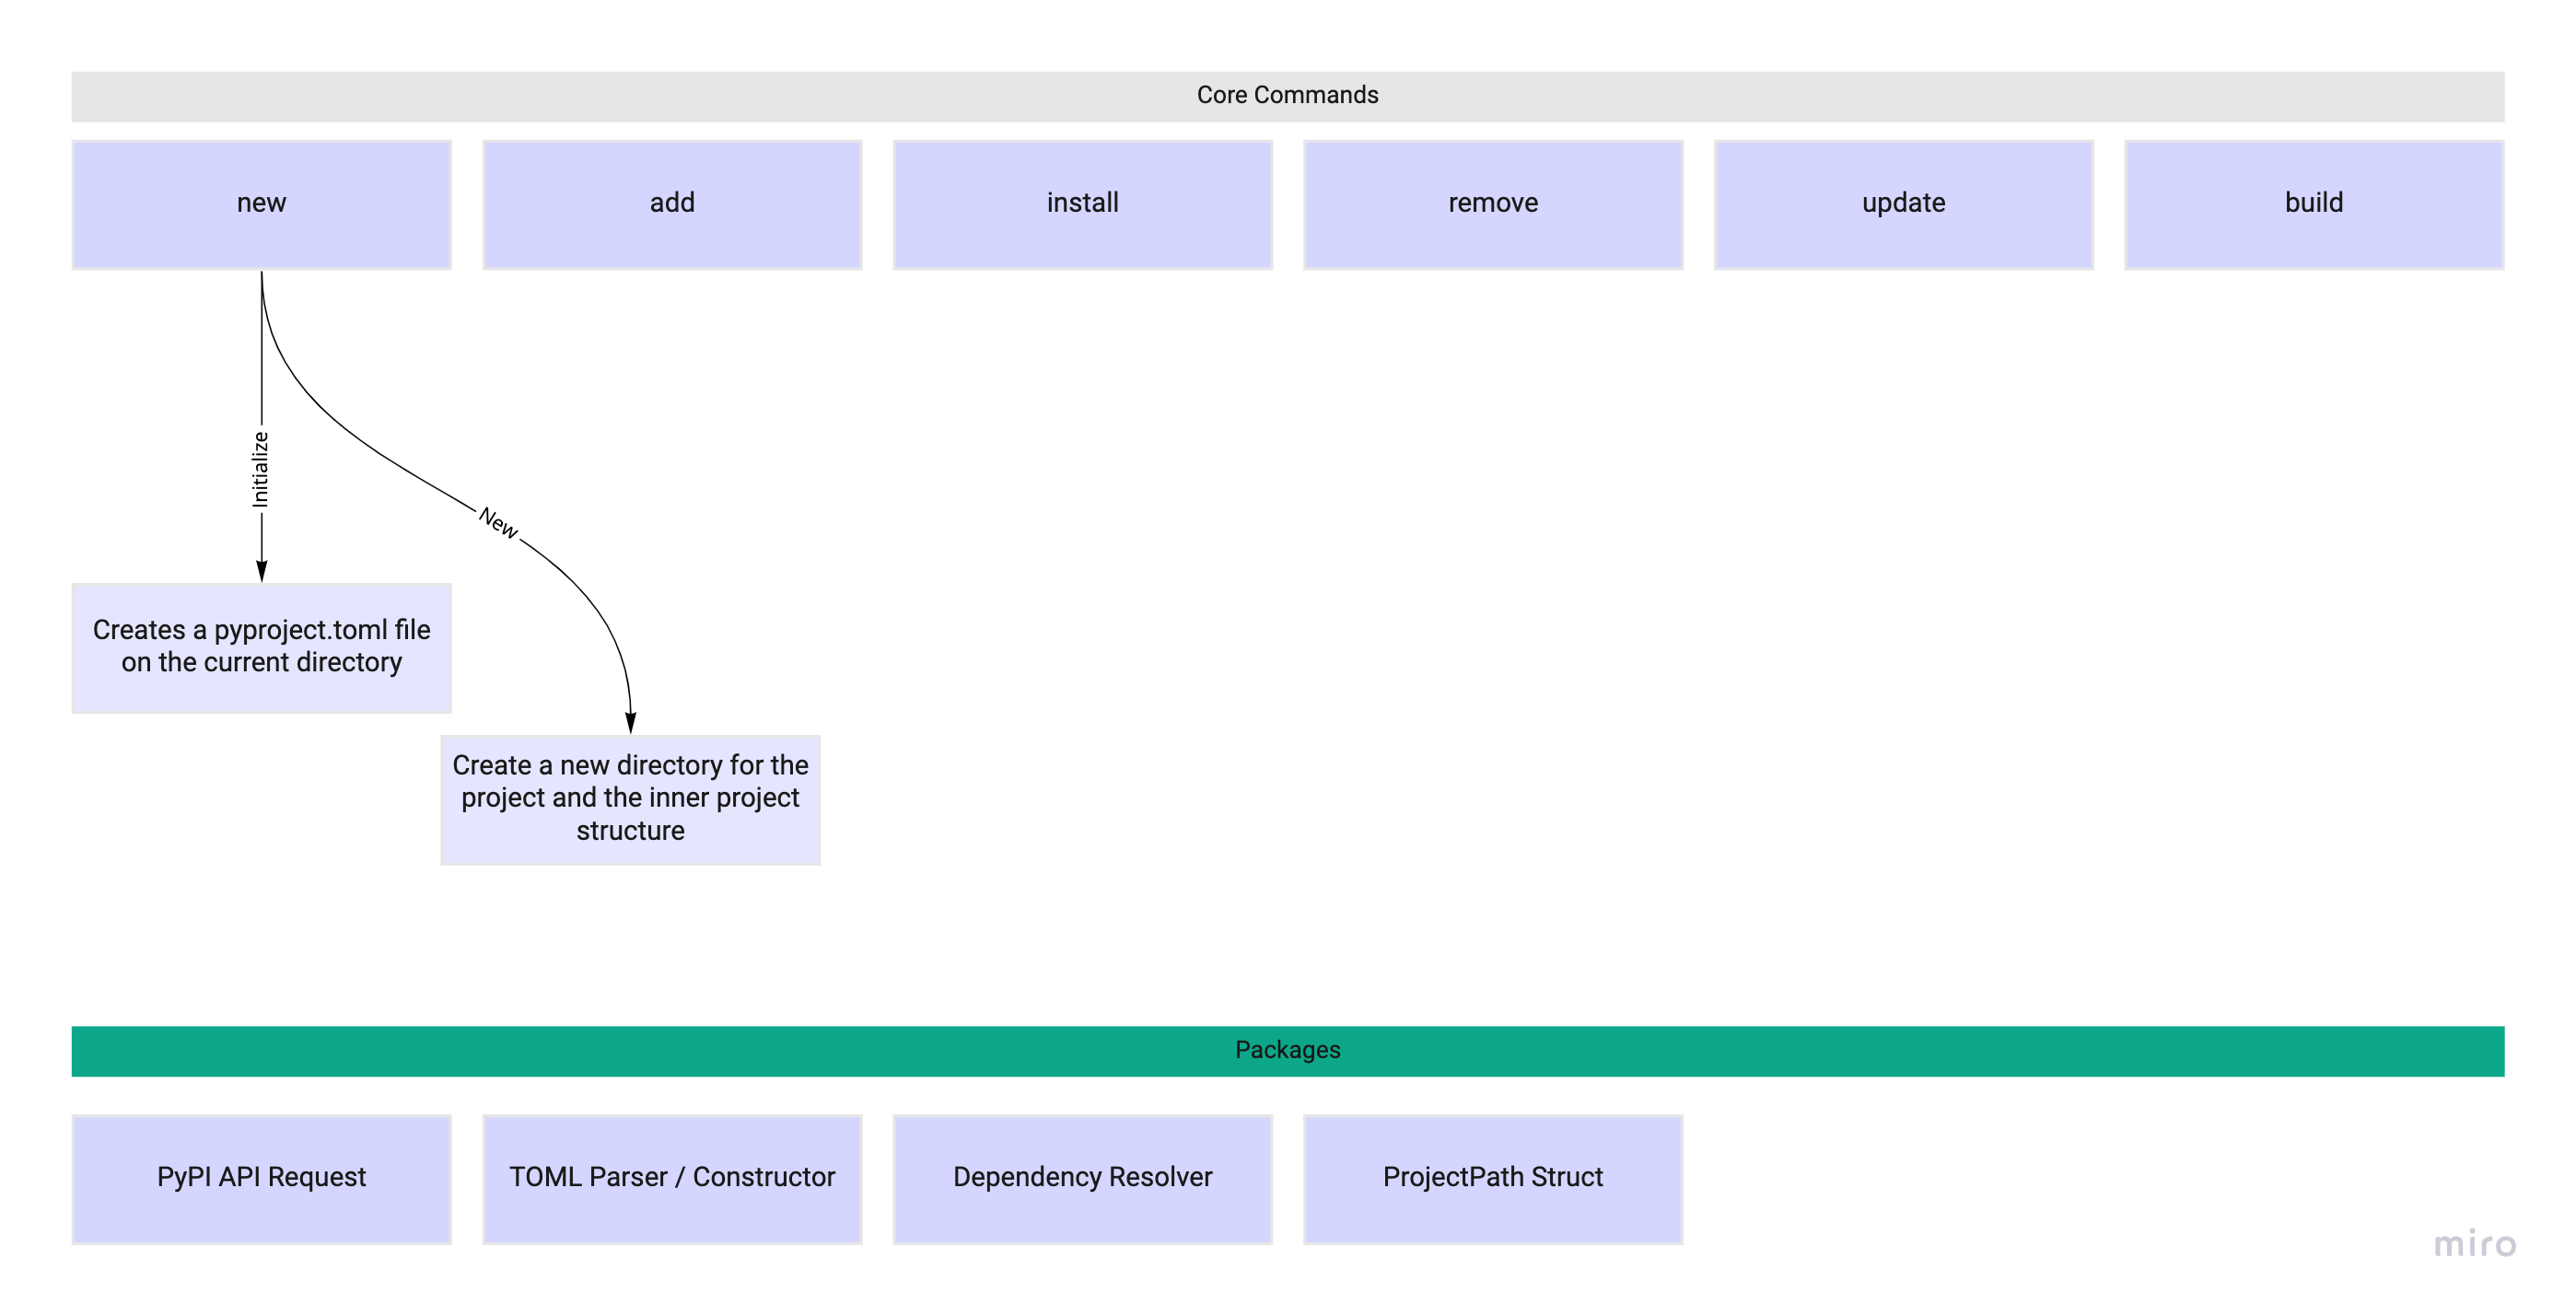 Core Commands
new
add
install
remove
update
build
Initialize
New
Creates a pyproject.toml file
on the current directory
Create a new directory for the
project and the inner project
structure
Packages
PyPI API Request
TOML Parser / Constructor
Dependency Resolver
ProjectPath Struct
miro